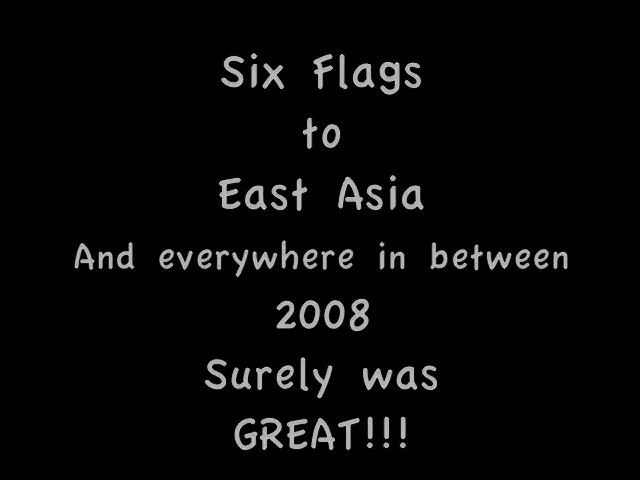 Six Flags
to
East Asia
And everywhere in between
2008
Surely was
GREAT!!!